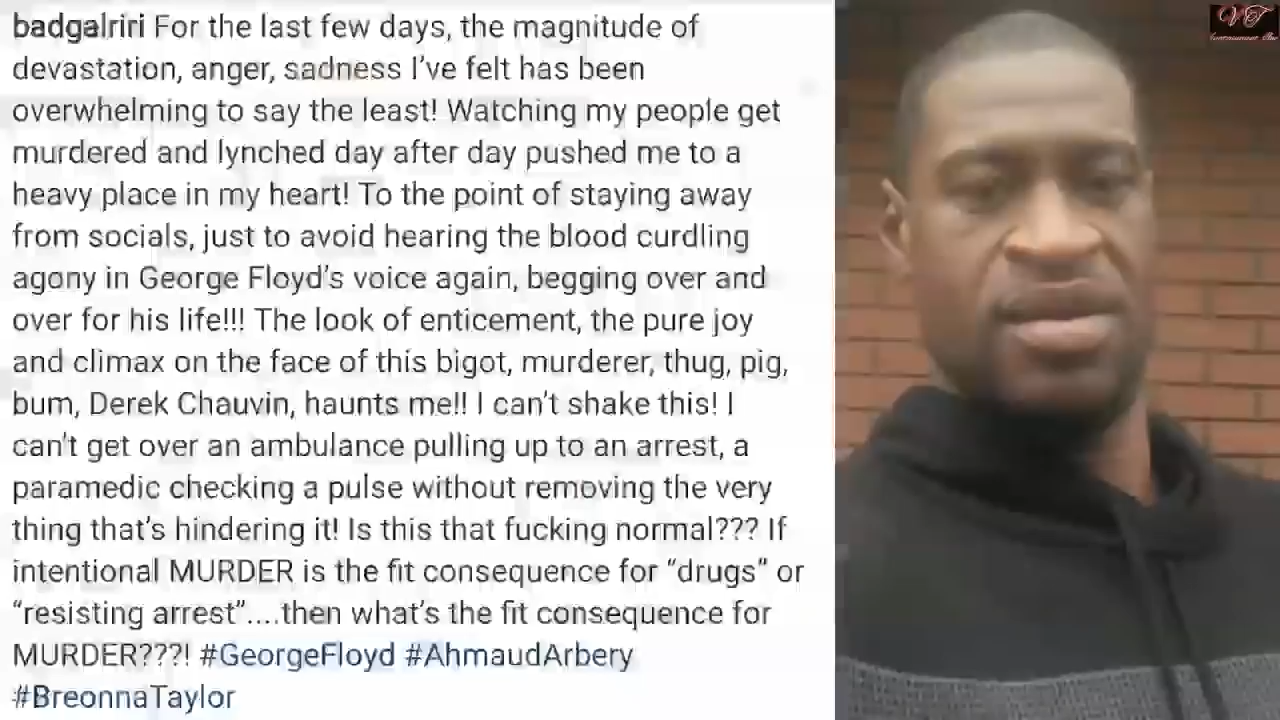 badgalriri For the last few days, the magnitude of
devastation, anger, sadness I've felt has been
overwhelming to say the least! Watching my people get
murdered and lynched day after day pushed me to a
heavy place in my heart! To the point of staying away
from socials, just to avoid hearing the blood curdling
agony in George Floyd's voice again, begging over and
over for his life!!! The look of enticement, the pure joy
and climax on the face of this bigot, murderer, thug, pig,
bum, Derek Chauvin, haunts me!! I can't shake this! I
can't get over an ambulance pulling up to an arrest, a
paramedic checking a pulse without removing the very
thing that's hindering it! Is this that fucking normal??? If
intentional MURDER is the fit consequence for “drugs” or
“resisting arrest”....then what's the fit consequence for
MURDER???! #GeorgeFloyd #AhmaudArbery
#BreonnaTaylor
VT